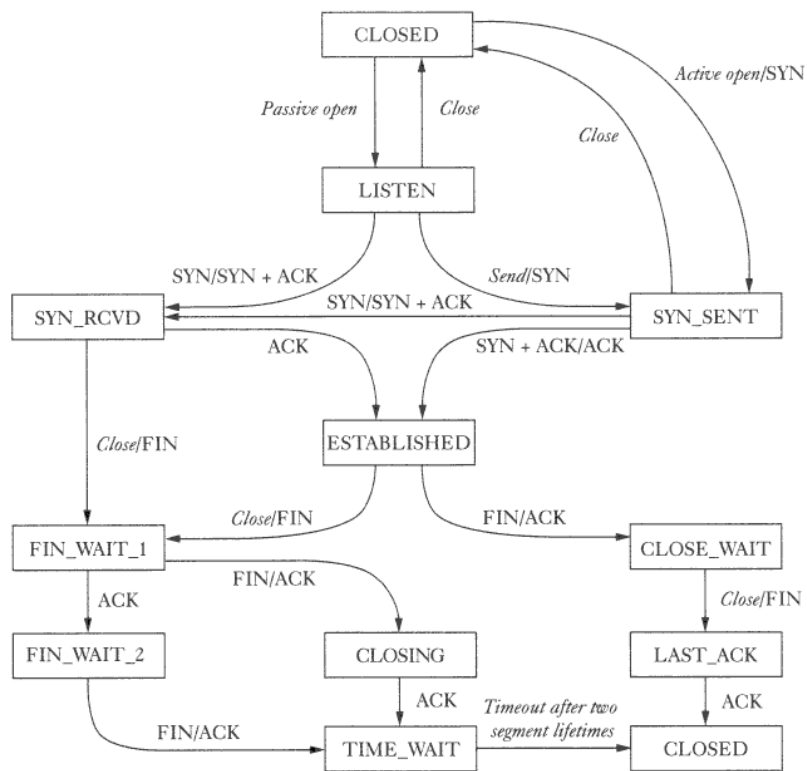 CLOSED
Active open/SYN
Passive open
Close
Close
LISTEN
SYN/SYN + ACK
Send/SYN
SYN/SYN + ACK
SYN_RCVD
SYN_SENT
ACK
SYN + ACK/ACK
ESTABLISHED
Close/FIN
Close/FIN
FIN/ACK
FIN_WAIT_1
CLOSE_WAIT
FIN/ACK
ACK
Close/FIN
FIN_WAIT_2
CLOSING
LAST_ACK
ACK
Timeout after two
segment lifetimes
ACK
FIN/ACK
TIME_WAIT
CLOSED